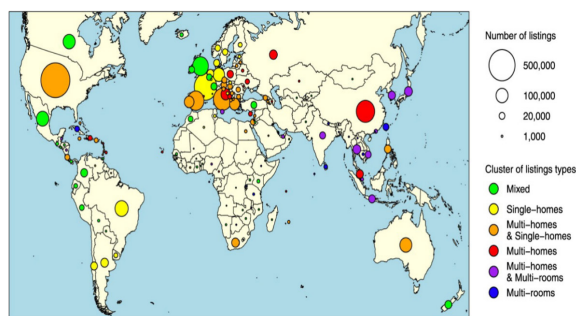 Number of listings
500,000
100,000
20,000
1,000
Cluster of listings types
Mixed
Single−homes
Multi−homes
& Single−homes
Multi−homes
Multi−homes
& Multi−rooms
Multi−rooms